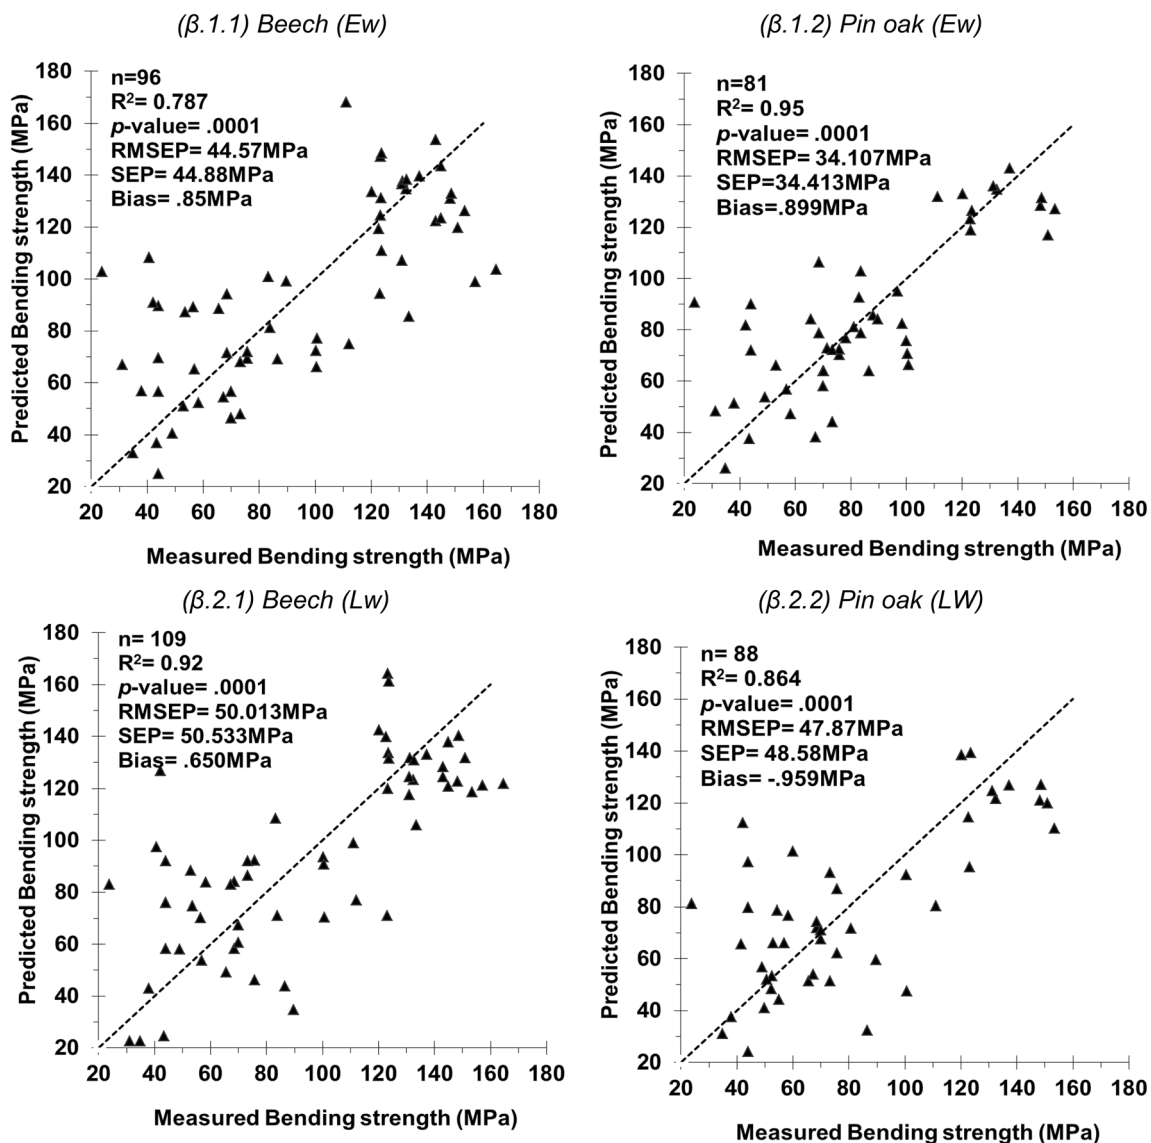 (β.1.1) Beech (Ew)
n=96
R²= 0.787
p-value= .0001
RMSEP= 44.57MPa
SEP= 44.88MPa
Bias= .85MPa
Predicted Bending strength (MPa)
180
160
140
120
100
80
60
40
20
20 40 60 80 100 120 140 160 180
Measured Bending strength (MPa)
(β.1.2) Pin oak (Ew)
n=81
R²= 0.95
p-value= .0001
RMSEP= 34.107MPa
SEP=34.413MPa
Bias=.899MPa
Predicted Bending strength (MPa)
180
160
140
120
100
80
60
40
20
20 40 60 80 100 120 140 160 180
Measured Bending strength (MPa)
(β.2.1) Beech (Lw)
n= 109
R²= 0.92
p-value= .0001
RMSEP= 50.013MPa
SEP= 50.533MPa
Bias= .650MPa
Predicted Bending strength (MPa)
180
160
140
120
100
80
60
40
20
20 40 60 80 100 120 140 160 180
Measured Bending strength (MPa)
(β.2.2) Pin oak (LW)
n= 88
R²= 0.864
p-value= .0001
RMSEP= 47.87MPa
SEP= 48.58MPa
Bias= -.959MPa
Predicted Bending strength (MPa)
180
160
140
120
100
80
60
40
20
20 40 60 80 100 120 140 160 180
Measured Bending strength (MPa)